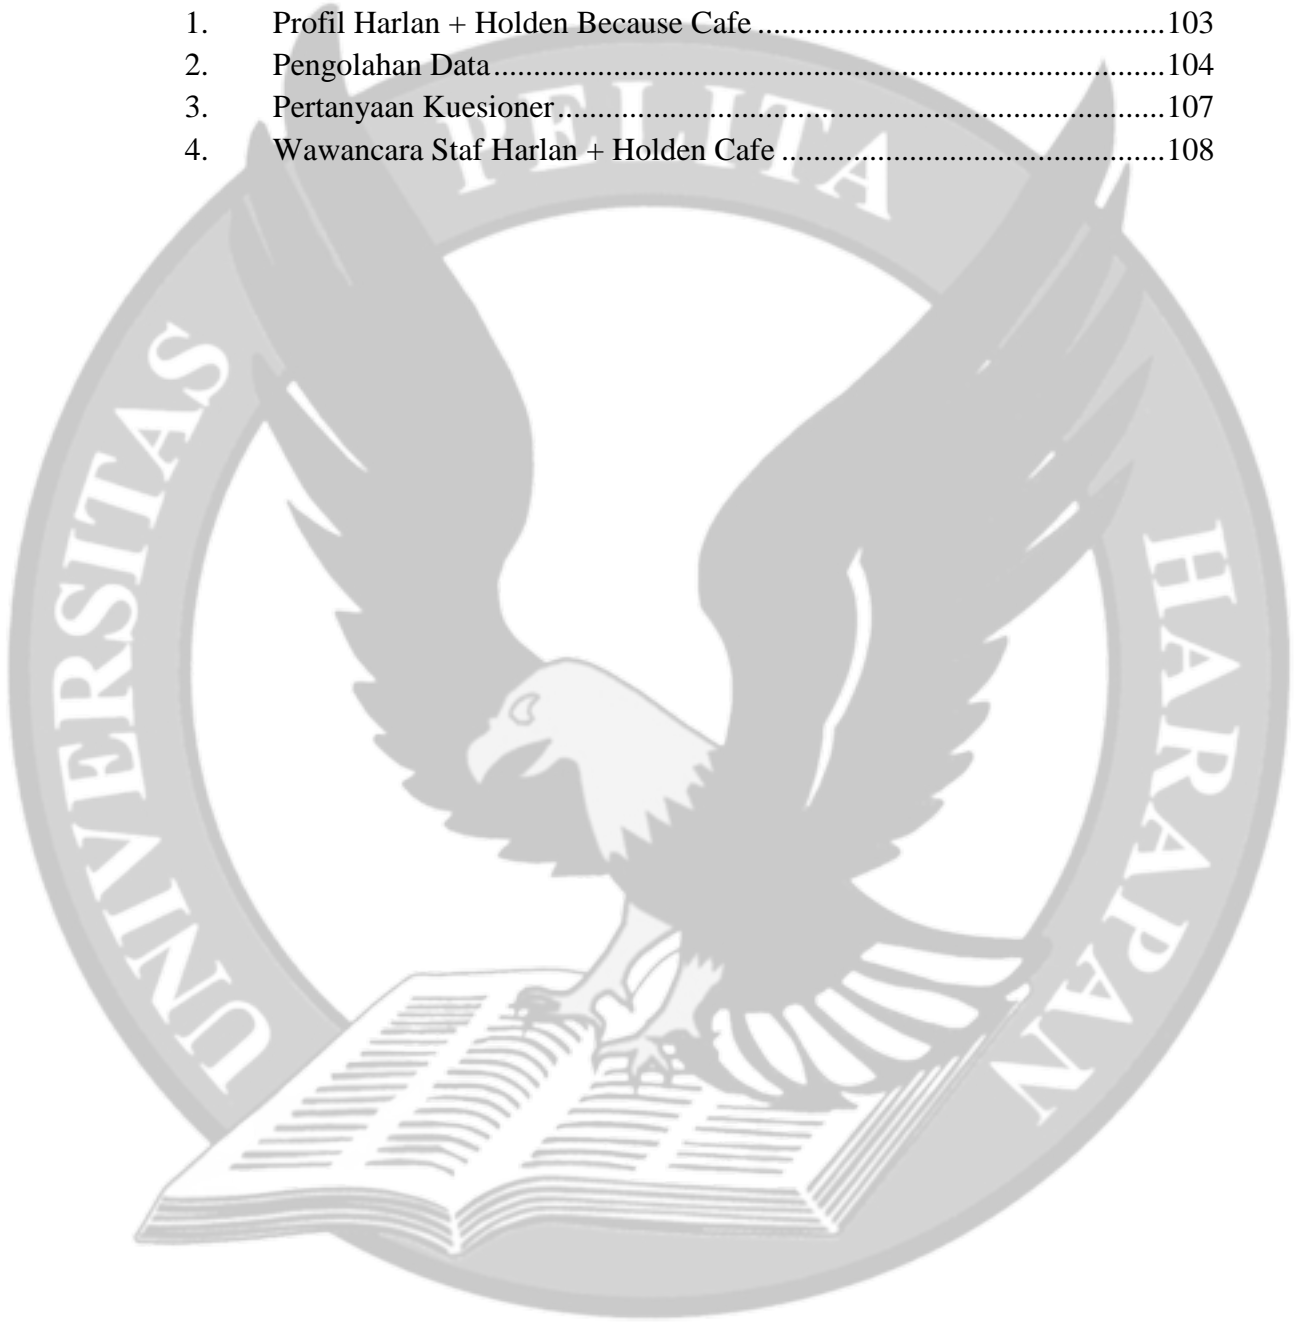 1. Profil Harlan + Holden Because Cafe ..................................................103
2. Pengolahan Data...................................................................................104
3. Pertanyaan Kuesioner...........................................................................107
4. Wawancara Staf Harlan + Holden Cafe ...............................................108
UNIVERSITAS PELITA HARAPAN